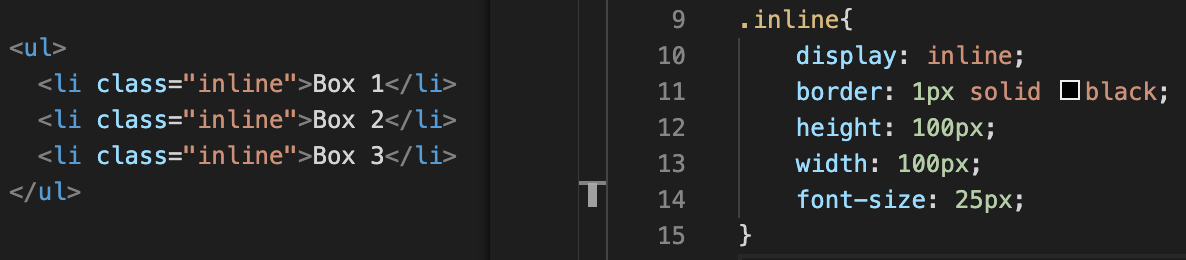 <ul>
  <li class="inline">Box 1</li>
  <li class="inline">Box 2</li>
  <li class="inline">Box 3</li>
</ul>
9 .inline{
10     display: inline;
11     border: 1px solid black;
12     height: 100px;
13     width: 100px;
14     font-size: 25px;
15 }